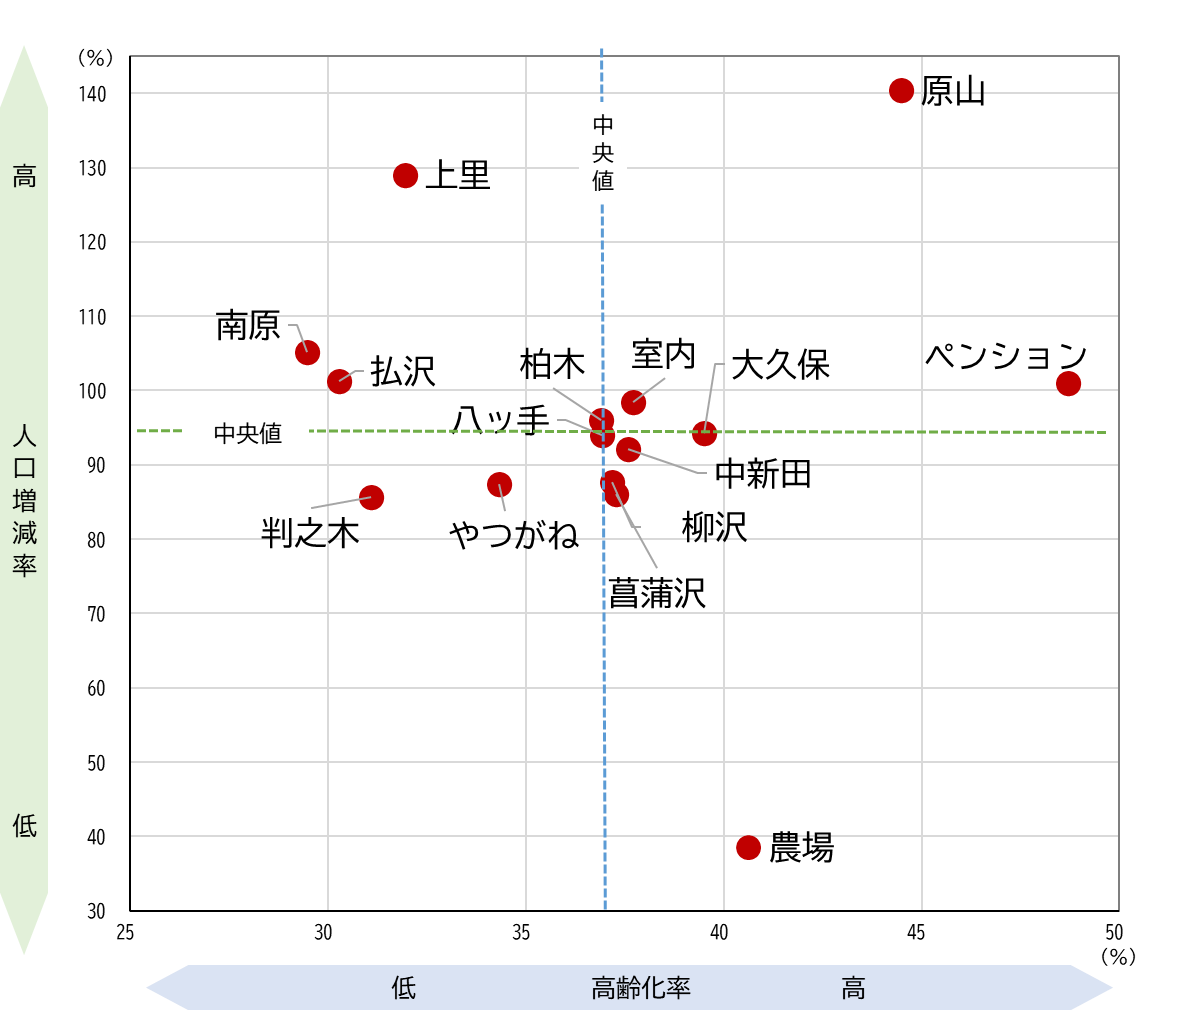 (%)
140
130
120
110
100
90
80
70
60
50
40
30
高
人口増減率
低
中央値
原山
上里
南原
払沢
柏木
室内
大久保
ペンション
八ッ手
中央値
中新田
判之木
やつがね
柳沢
菖蒲沢
農場
25
30
35
40
45
50
(%)
低
高齢化率
高